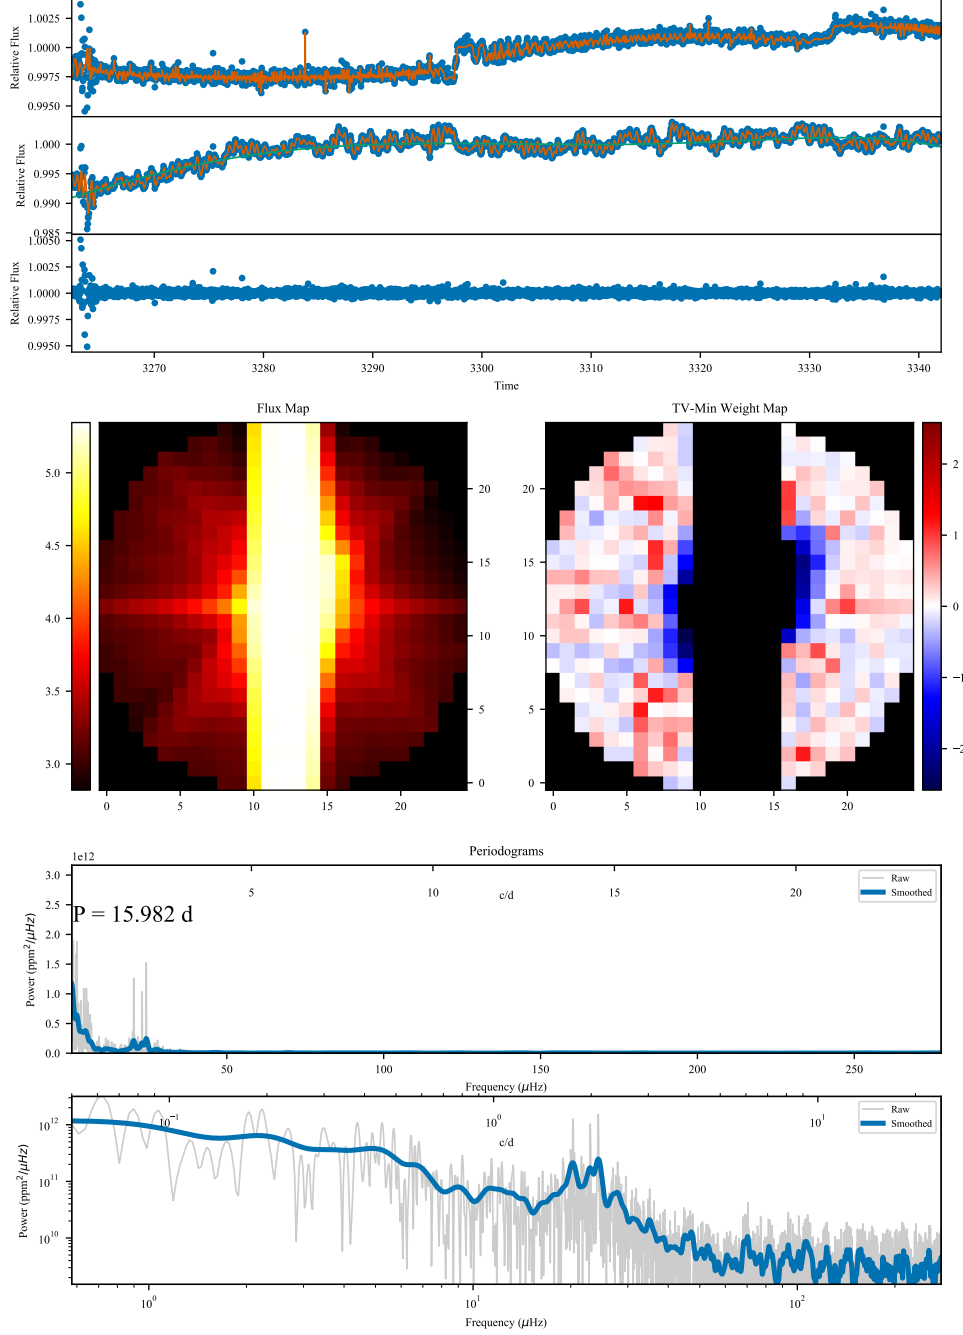 1.0025
1.0000
0.9975
0.9950
Relative Flux
1.000
0.995
0.990
0.985
Relative Flux
1.0050
1.0025
1.0000
0.9975
0.9950
Relative Flux
3270 3280 3290 3300 3310 3320 3330 3340
Time
Flux Map TV-Min Weight Map
5.0
4.5
4.0
3.5
3.0
20
15
10
5
0
0 5 10 15 20
20
15
10
5
0
0 5 10 15 20
2
1
0
−1
−2
Periodograms
1e12
3.0
2.5
2.0
1.5
1.0
0.5
0.0
Power (ppm²/μHz)
5 10 15 20
c/d
Raw
Smoothed
P = 15.982 d
50 100 150 200 250
Frequency (μHz)
10¹²
10¹¹
10¹⁰
Power (ppm²/μHz)
10⁻¹ 10⁰ 10¹
c/d
Raw
Smoothed
10⁰ 10¹ 10²
Frequency (μHz)